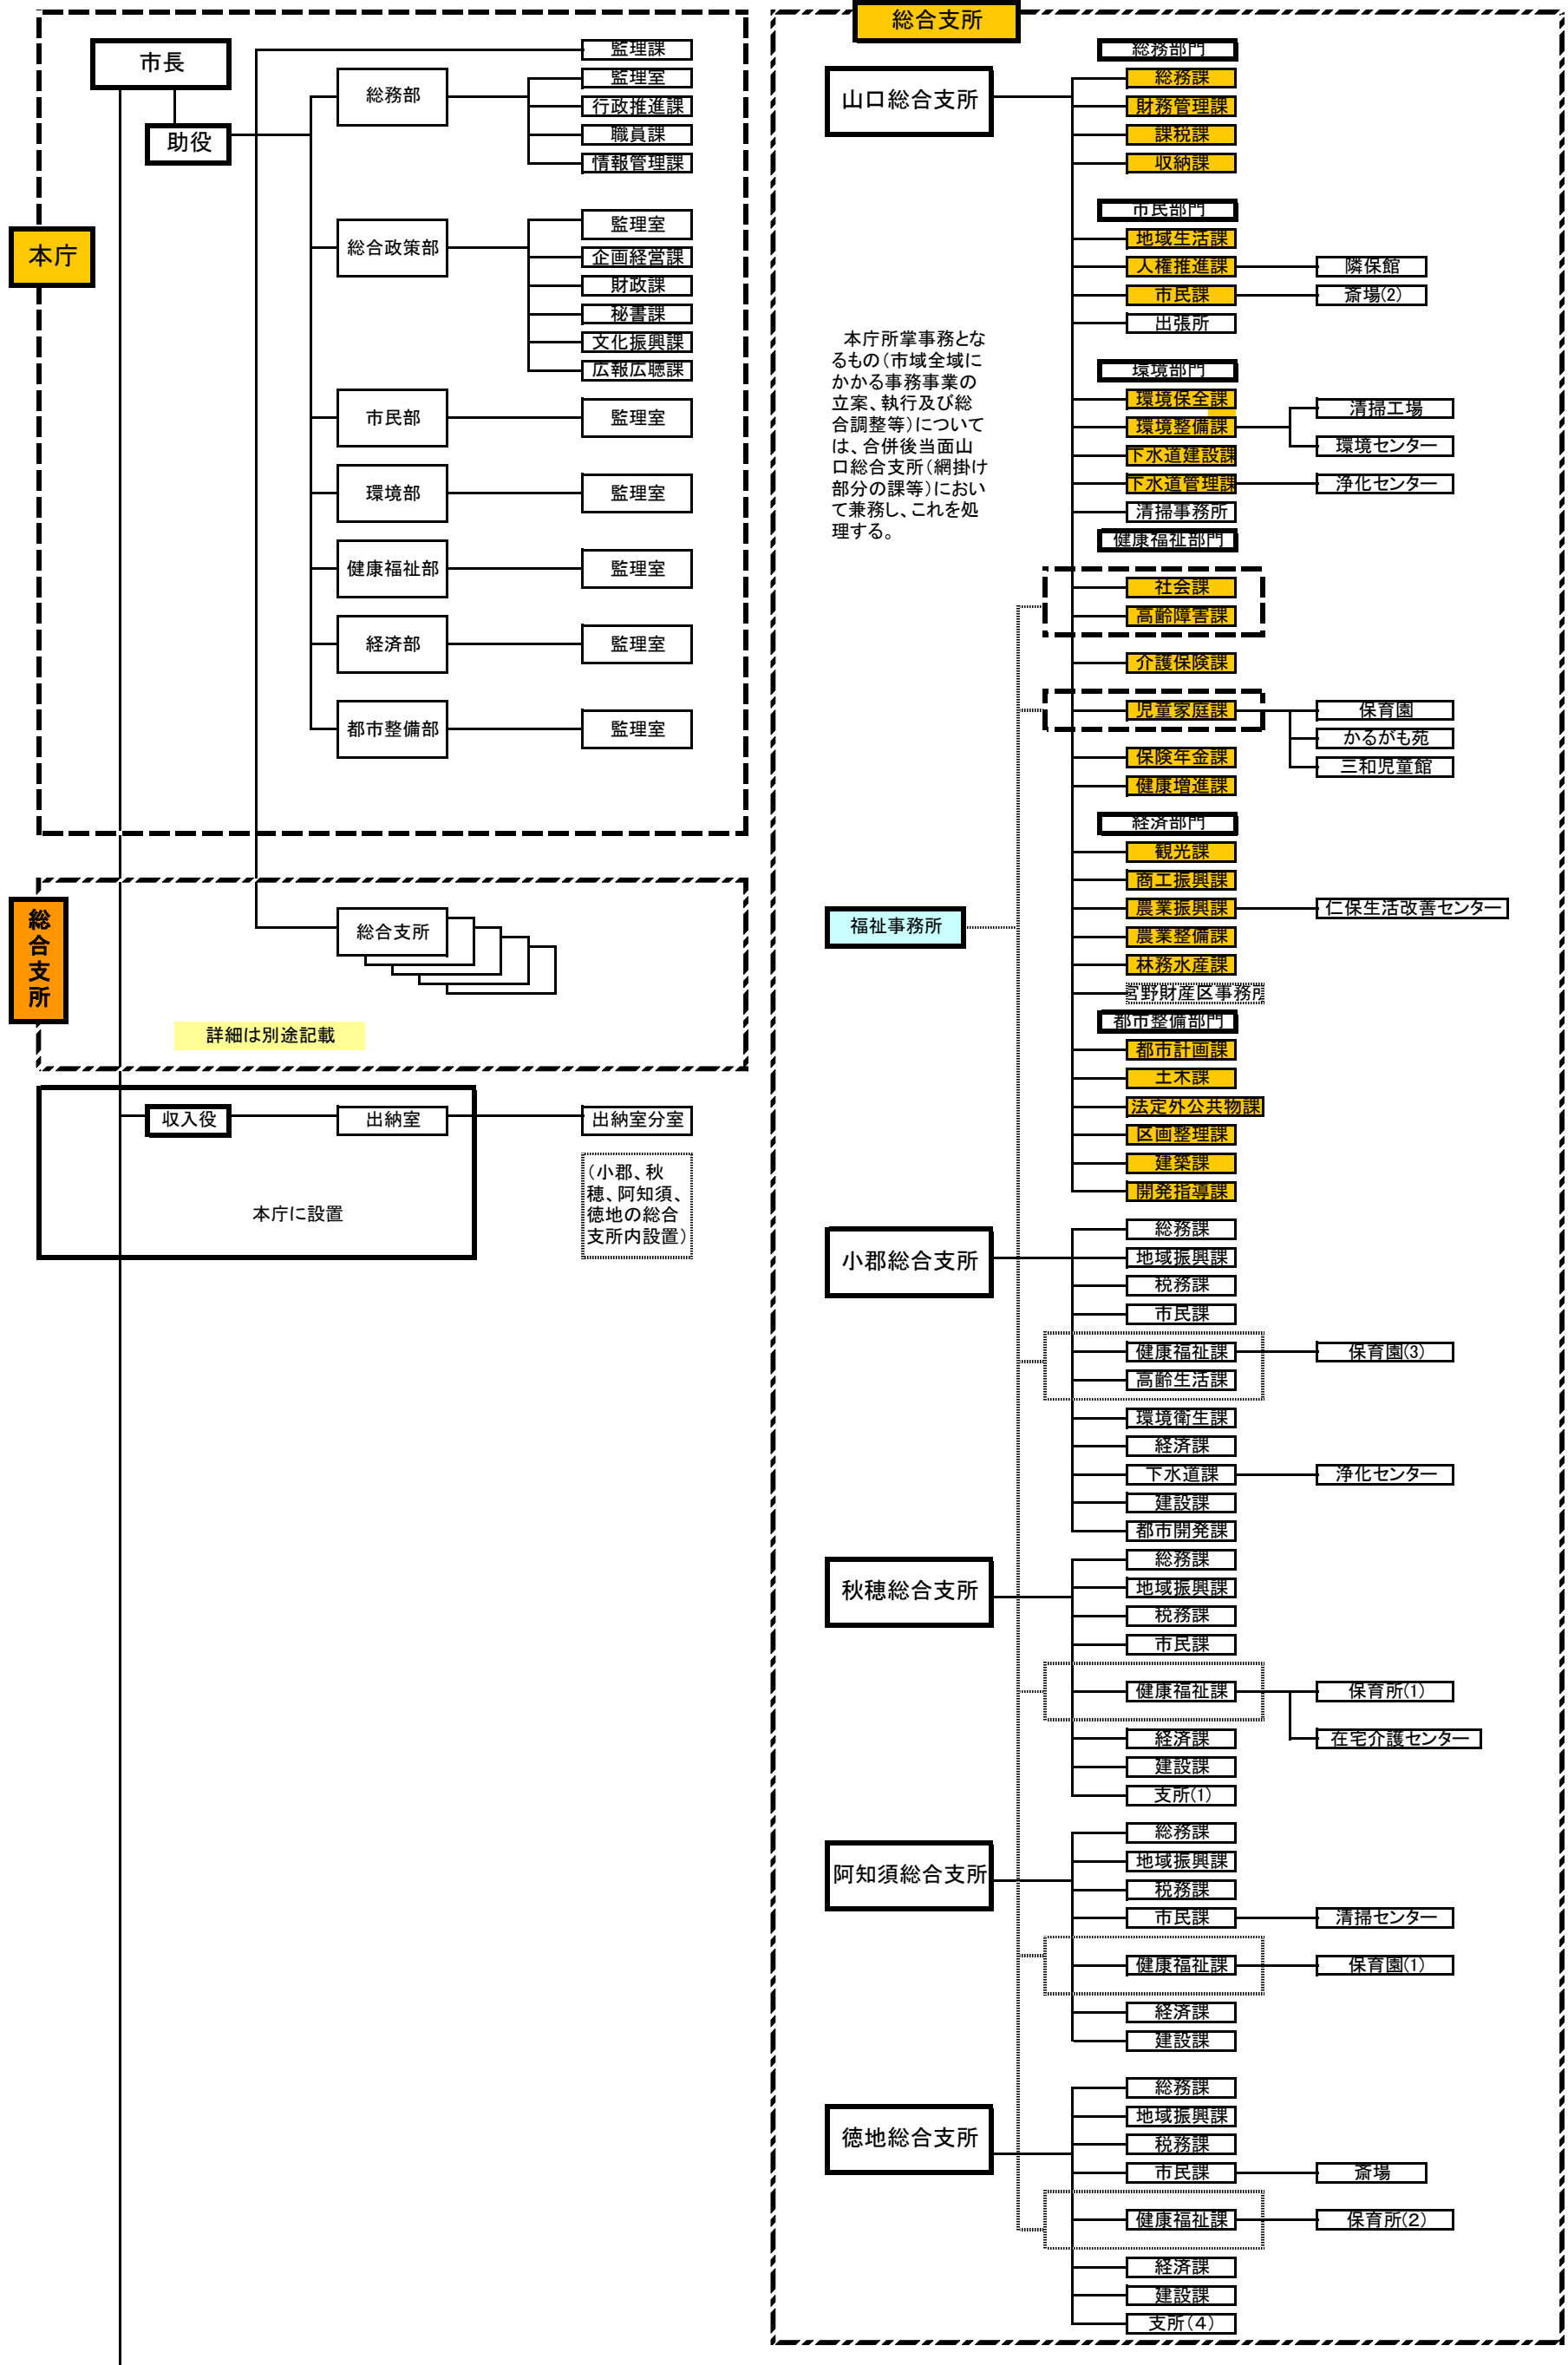 市長
助役
本庁
監理課
総務部
監理室
行政推進課
職員課
情報管理課
総合政策部
監理室
企画経営課
財政課
秘書課
文化振興課
広報広聴課
市民部
監理室
環境部
監理室
健康福祉部
監理室
経済部
監理室
都市整備部
監理室
総合支所
総合支所
詳細は別途記載
収入役
出納室
出納室分室
(小郡、秋
穂、阿知須、
徳地の総合
支所内設置)
本庁に設置
総合支所
山口総合支所
総務部門
総務課
財務管理課
課税課
収納課
市民部門
地域生活課
人権推進課
隣保館
市民課
斎場(2)
出張所
本庁所掌事務とな
るもの(市域全域に
かかる事務事業の
立案、執行及び総
合調整等)について
は、合併後当面山
口総合支所(網掛け
部分の課等)におい
て兼務し、これを処
理する。
環境部門
環境保全課
環境整備課
清掃工場
環境センター
下水道建設課
下水道管理課
浄化センター
清掃事務所
健康福祉部門
社会課
高齢障害課
介護保険課
児童家庭課
保育園
かるがも苑
三和児童館
保険年金課
健康増進課
経済部門
観光課
商工振興課
福祉事務所
農業振興課
仁保生活改善センター
農業整備課
林務水産課
宮野財産区事務所
都市整備部門
都市計画課
土木課
法定外公共物課
区画整理課
建築課
開発指導課
小郡総合支所
総務課
地域振興課
税務課
市民課
健康福祉課
保育園(3)
高齢生活課
環境衛生課
経済課
下水道課
浄化センター
建設課
都市開発課
秋穂総合支所
総務課
地域振興課
税務課
市民課
健康福祉課
保育所(1)
在宅介護センター
経済課
建設課
支所(1)
阿知須総合支所
総務課
地域振興課
税務課
市民課
清掃センター
健康福祉課
保育園(1)
経済課
建設課
徳地総合支所
総務課
地域振興課
税務課
市民課
斎場
健康福祉課
保育所(2)
経済課
建設課
支所(4)